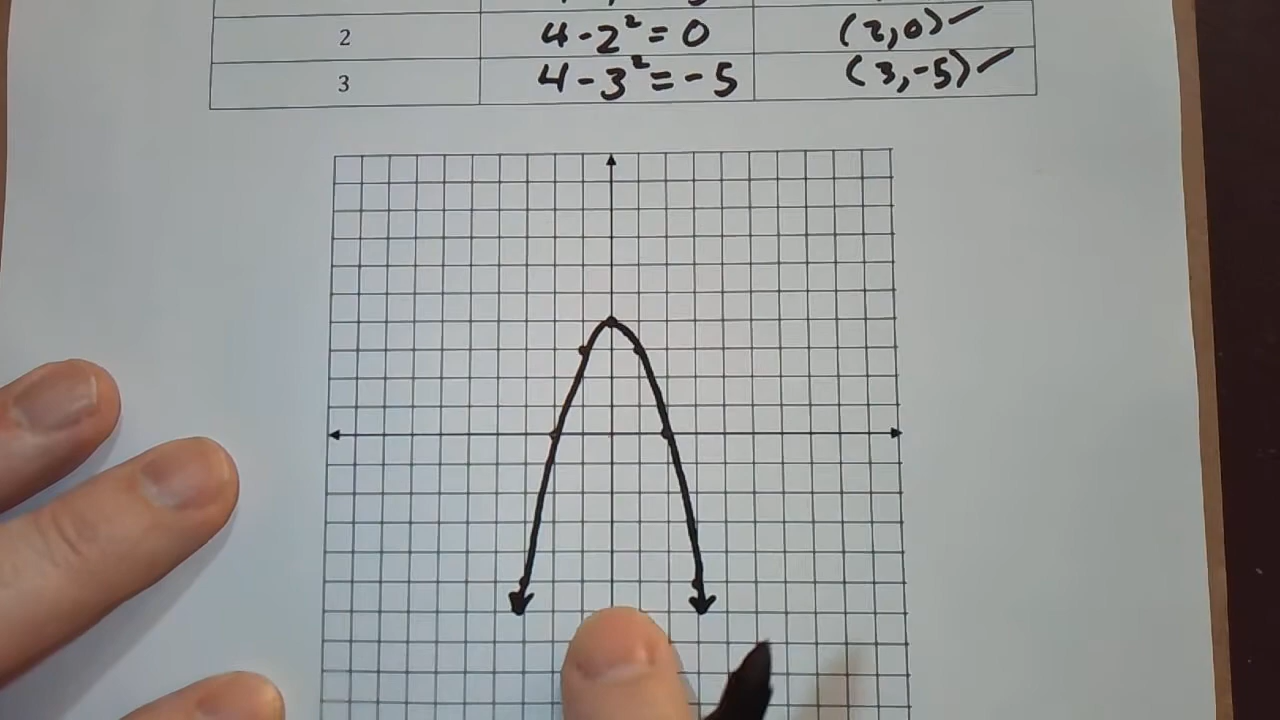 2 4-2²=0 (2,0)✓
3 4-3²=-5 (3,-5)✓